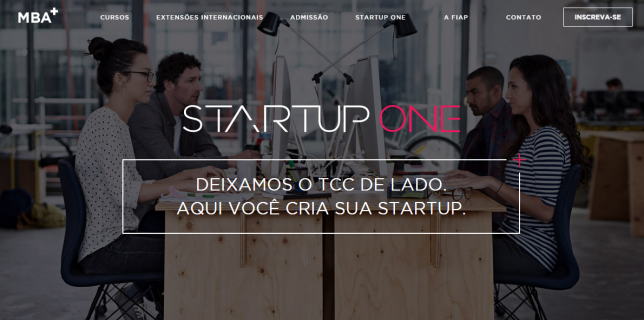 MBA+
CURSOS EXTENSÕES INTERNACIONAIS ADMISSÃO STARTUP ONE A FIAP CONTATO INSCREVA-SE
STARTUP ONE
DEIXAMOS O TCC DE LADO.
AQUI VOCÊ CRIA SUA STARTUP.